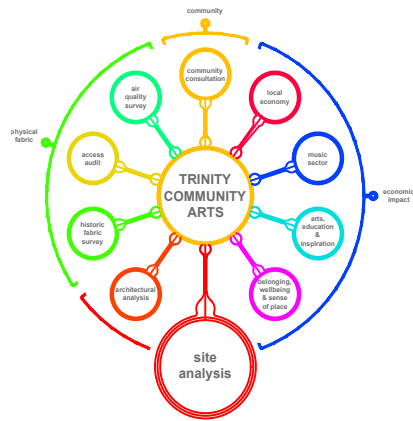 community
community
consultation
air
quality
survey
local
economy
physical
fabric
access
audit
music
sector
TRINITY
COMMUNITY
ARTS
economic
impact
historic
fabric
survey
arts,
education
&
inspiration
architectural
analysis
belonging,
wellbeing
& sense
of place
site
analysis